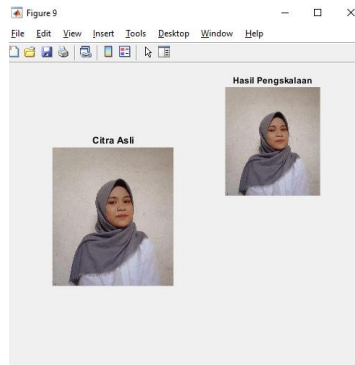 Figure 9
File Edit View Insert Tools Desktop Window Help
Hasil Pengskalaan
Citra Asli